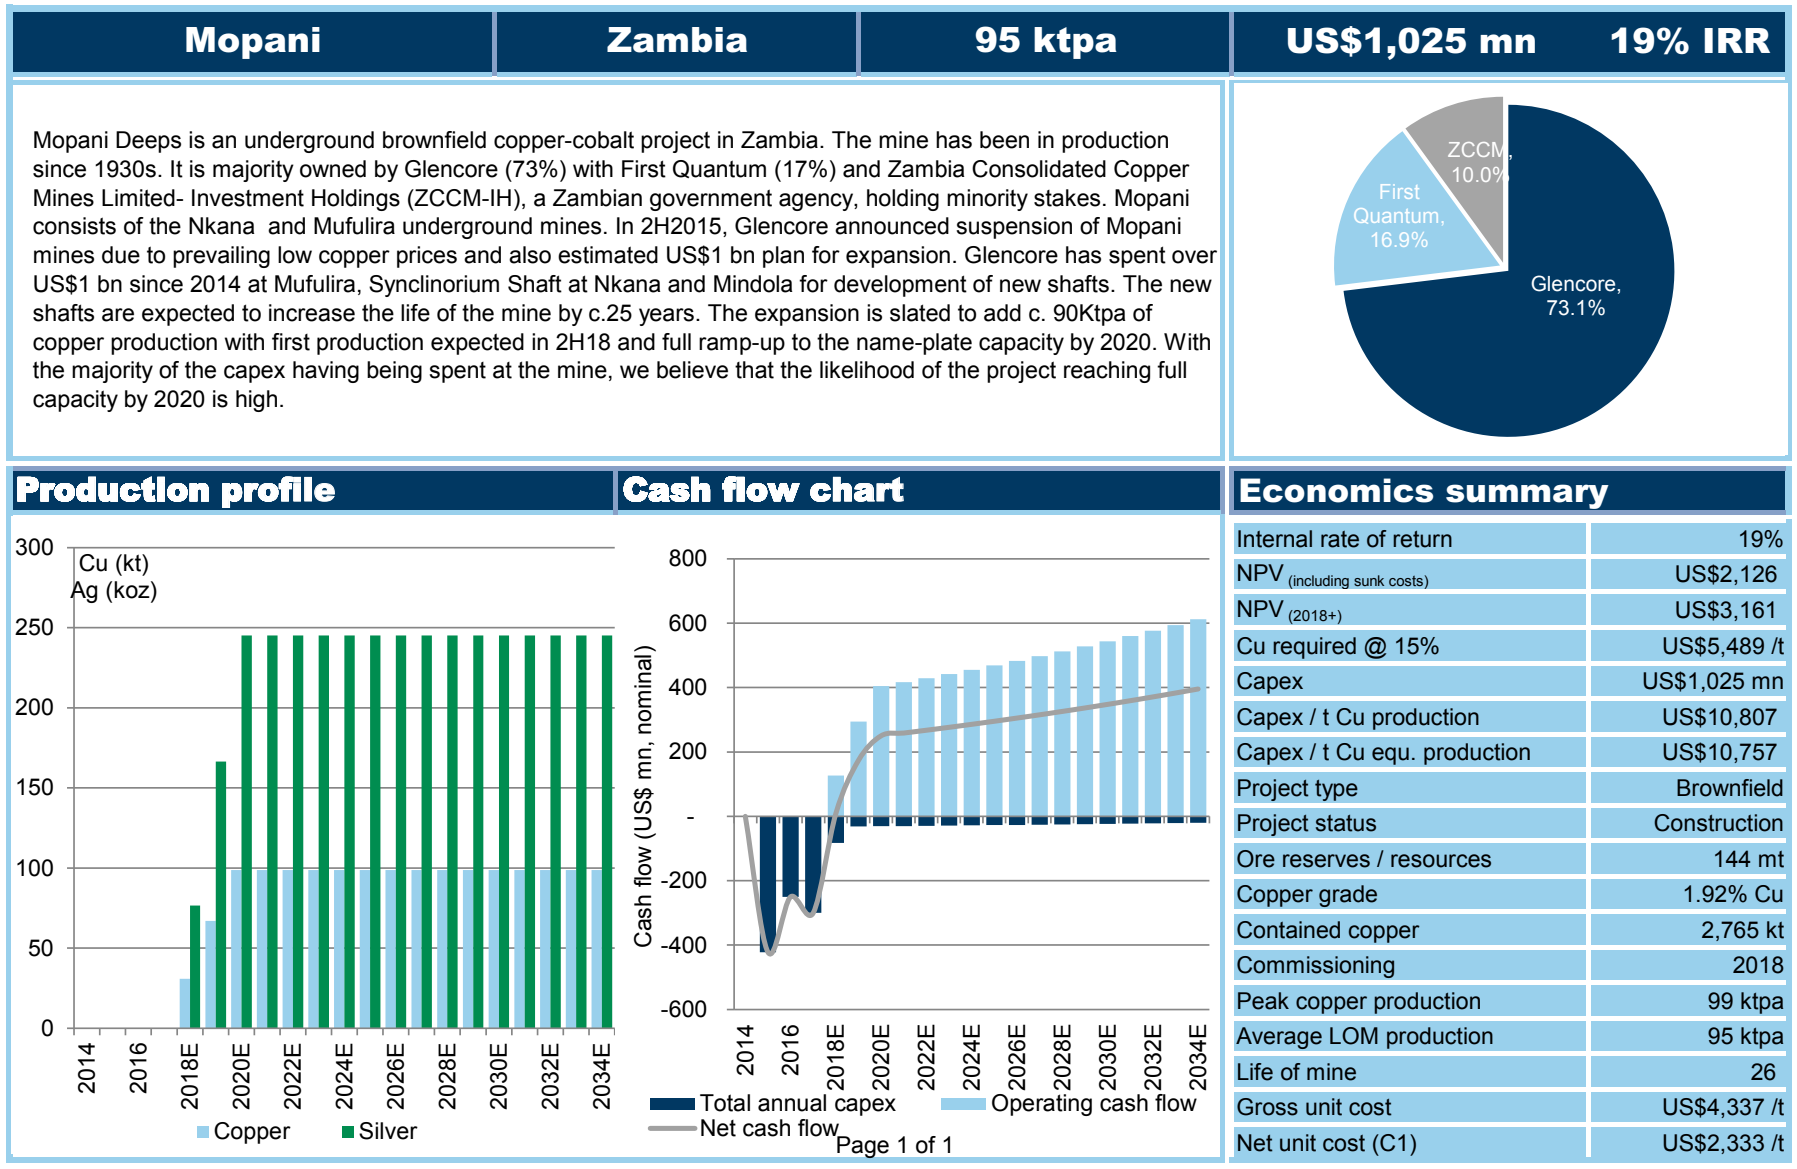 Mopani
Zambia
95 ktpa
US$1,025 mn
19% IRR
Mopani Deeps is an underground brownfield copper-cobalt project in Zambia. The mine has been in production
since 1930s. It is majority owned by Glencore (73%) with First Quantum (17%) and Zambia Consolidated Copper
Mines Limited- Investment Holdings (ZCCM-IH), a Zambian government agency, holding minority stakes. Mopani
consists of the Nkana  and Mufulira underground mines. In 2H2015, Glencore announced suspension of Mopani
mines due to prevailing low copper prices and also estimated US$1 bn plan for expansion. Glencore has spent over
US$1 bn since 2014 at Mufulira, Synclinorium Shaft at Nkana and Mindola for development of new shafts. The new
shafts are expected to increase the life of the mine by c.25 years. The expansion is slated to add c. 90Ktpa of
copper production with first production expected in 2H18 and full ramp-up to the name-plate capacity by 2020. With
the majority of the capex having being spent at the mine, we believe that the likelihood of the project reaching full
capacity by 2020 is high.
ZCCM,
10.0%
First
Quantum,
16.9%
Glencore,
73.1%
Production profile
300
Cu (kt)
Ag (koz)
250
200
150
100
50
0
2014
2016
2018E
2020E
2022E
2024E
2026E
2028E
2030E
2032E
2034E
Copper
Silver
Cash flow chart
Cash flow (US$ mn, nominal)
800
600
400
200
-
-200
-400
-600
2014
2016
2018E
2020E
2022E
2024E
2026E
2028E
2030E
2032E
2034E
Total annual capex
Operating cash flow
Net cash flow
Page 1 of 1
Economics summary
Internal rate of return 19%
NPV (including sunk costs) US$2,126
NPV (2018+) US$3,161
Cu required @ 15% US$5,489 /t
Capex US$1,025 mn
Capex / t Cu production US$10,807
Capex / t Cu equ. production US$10,757
Project type Brownfield
Project status Construction
Ore reserves / resources 144 mt
Copper grade 1.92% Cu
Contained copper 2,765 kt
Commissioning 2018
Peak copper production 99 ktpa
Average LOM production 95 ktpa
Life of mine 26
Gross unit cost US$4,337 /t
Net unit cost (C1) US$2,333 /t